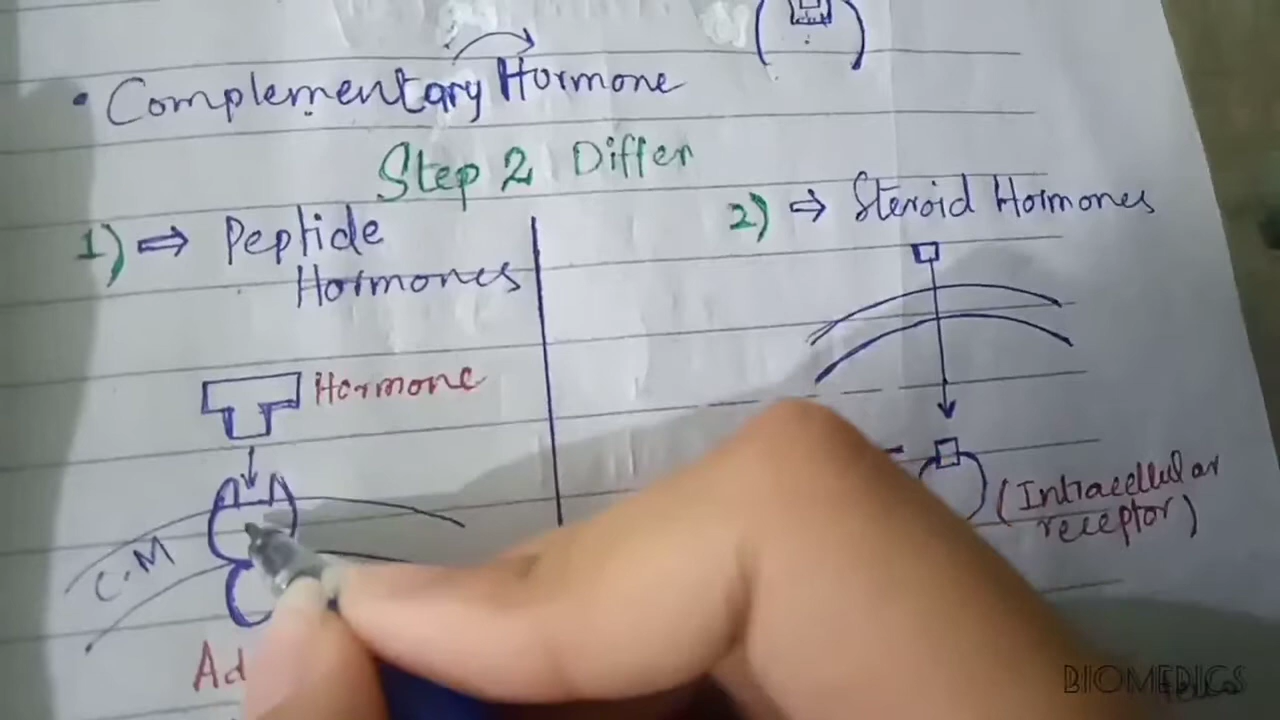 • Complementary Hormone
Step 2 Differ
1) ⇒ Peptide
Hormones
2) ⇒ Steroid Hormones
Hormone
C.M
(Intracellular
receptor)
Ad
BIOMEDICS